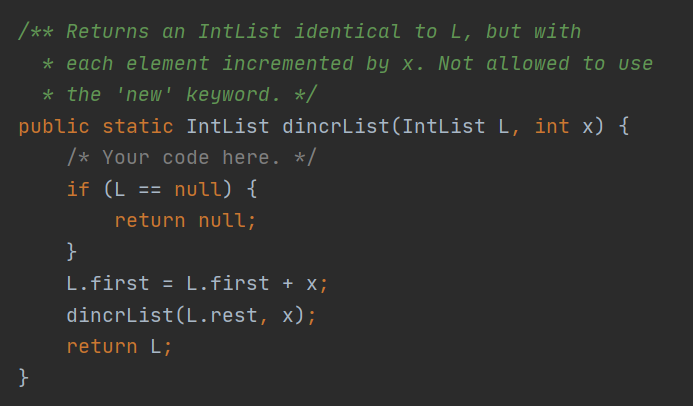 /** Returns an IntList identical to L, but with
  * each element incremented by x. Not allowed to use
  * the 'new' keyword. */
public static IntList dincrList(IntList L, int x) {
    /* Your code here. */
    if (L == null) {
        return null;
    }
    L.first = L.first + x;
    dincrList(L.rest, x);
    return L;
}